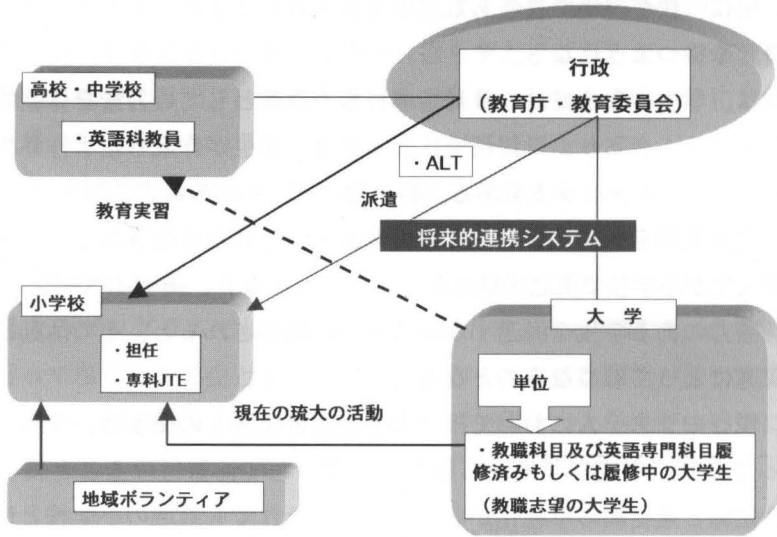 高校・中学校
・英語科教員
行政
(教育庁・教育委員会)
・ALT
派遣
教育実習
将来的連携システム
小学校
・担任
・専科JTE
大 学
単位
現在の琉大の活動
・教職科目及び英語専門科目履
修済みもしくは履修中の大学生
(教職志望の大学生)
地域ボランティア